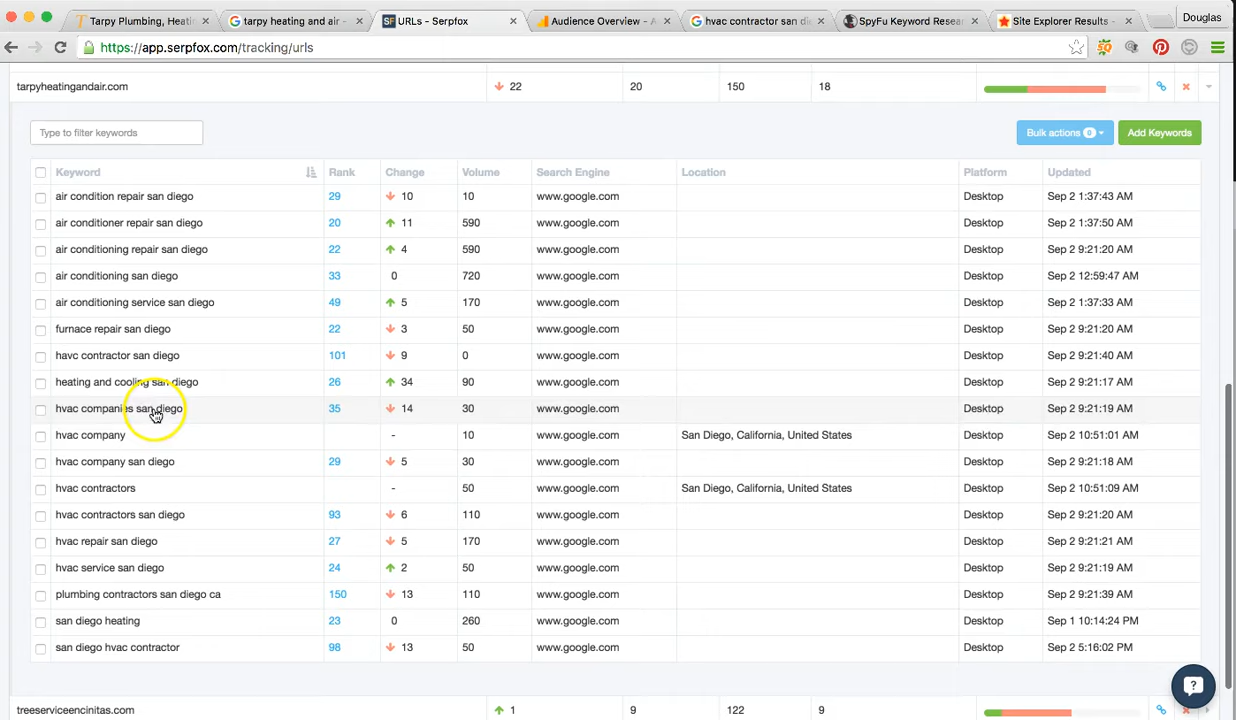 Tarpy Plumbing, Heatin
tarpy heating and air -
URLs - Serpfox
Audience Overview - A
hvac contractor san di
SpyFu Keyword Resear
Site Explorer Results -
Douglas
https://app.serpfox.com/tracking/urls
tarpyheatingandair.com 22 20 150 18
Type to filter keywords
Bulk actions 0
Add Keywords
Keyword Rank Change Volume Search Engine Location Platform Updated
air condition repair san diego 29 10 10 www.google.com Desktop Sep 2 1:37:43 AM
air conditioner repair san diego 20 11 590 www.google.com Desktop Sep 2 1:37:50 AM
air conditioning repair san diego 22 4 590 www.google.com Desktop Sep 2 9:21:20 AM
air conditioning san diego 33 0 720 www.google.com Desktop Sep 2 12:59:47 AM
air conditioning service san diego 49 5 170 www.google.com Desktop Sep 2 1:37:33 AM
furnace repair san diego 22 3 50 www.google.com Desktop Sep 2 9:21:20 AM
havc contractor san diego 101 9 0 www.google.com Desktop Sep 2 9:21:40 AM
heating and cooling san diego 26 34 90 www.google.com Desktop Sep 2 9:21:17 AM
hvac companies san diego 35 14 30 www.google.com Desktop Sep 2 9:21:19 AM
hvac company - 10 www.google.com San Diego, California, United States Desktop Sep 2 10:51:01 AM
hvac company san diego 29 5 30 www.google.com Desktop Sep 2 9:21:18 AM
hvac contractors - 50 www.google.com San Diego, California, United States Desktop Sep 2 10:51:09 AM
hvac contractors san diego 93 6 110 www.google.com Desktop Sep 2 9:21:20 AM
hvac repair san diego 27 5 170 www.google.com Desktop Sep 2 9:21:21 AM
hvac service san diego 24 2 50 www.google.com Desktop Sep 2 9:21:19 AM
plumbing contractors san diego ca 150 13 110 www.google.com Desktop Sep 2 9:21:39 AM
san diego heating 23 0 260 www.google.com Desktop Sep 1 10:14:24 PM
san diego hvac contractor 98 13 50 www.google.com Desktop Sep 2 5:16:02 PM
treeserviceencinitas.com 1 9 122 9